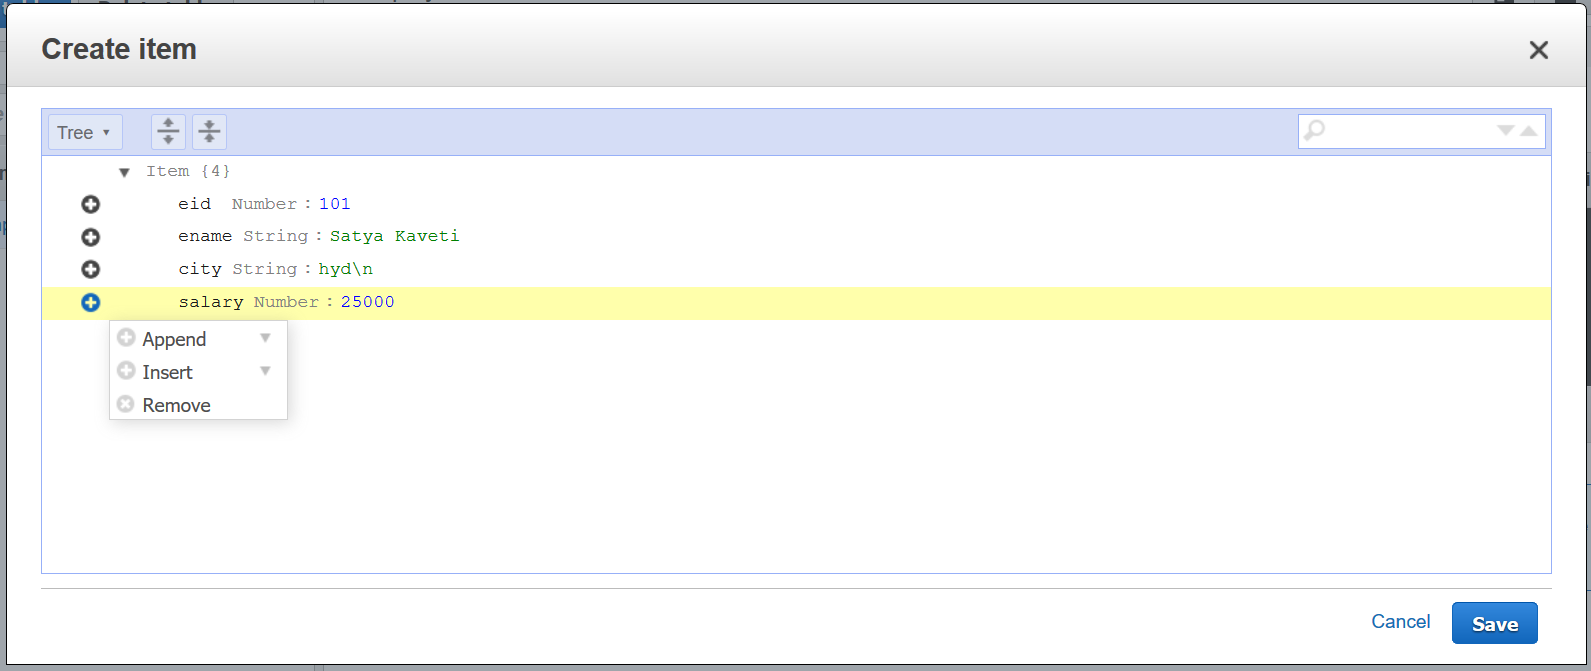 Create item
Tree
Item {4}
eid Number : 101
ename String : Satya Kaveti
city String : hyd\n
salary Number : 25000
Append
Insert
Remove
Cancel Save